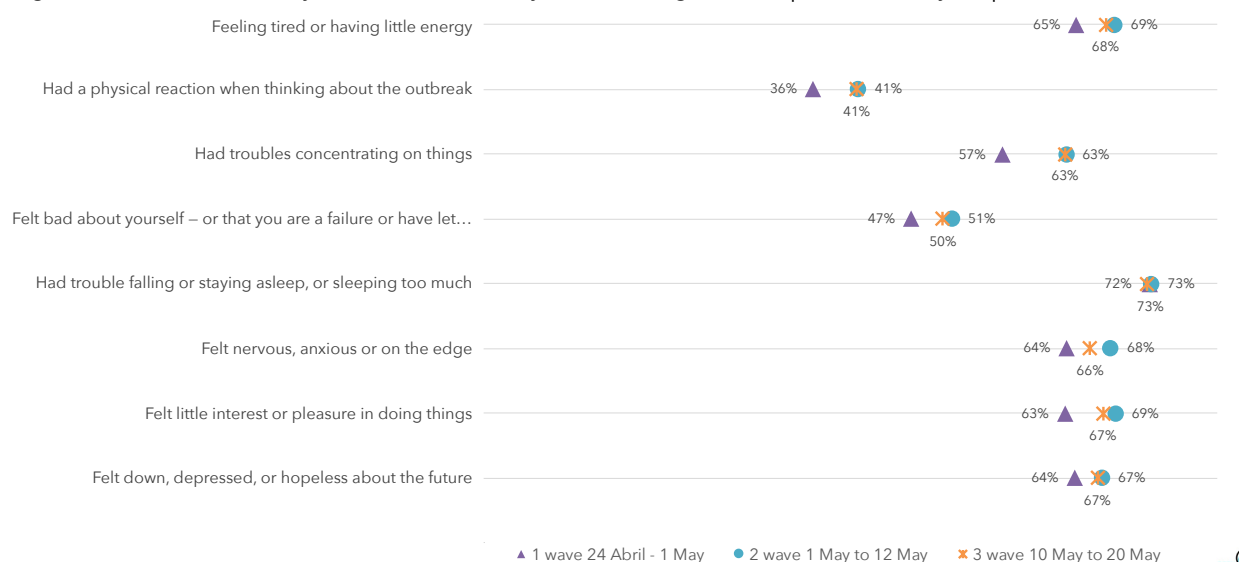 Feeling tired or having little energy 65% 69%
68%
Had a physical reaction when thinking about the outbreak 36% 41%
41%
Had troubles concentrating on things 57% 63%
63%
Felt bad about yourself – or that you are a failure or have let… 47% 51%
50%
Had trouble falling or staying asleep, or sleeping too much 72% 73%
73%
Felt nervous, anxious or on the edge 64% 68%
66%
Felt little interest or pleasure in doing things 63% 69%
67%
Felt down, depressed, or hopeless about the future 64% 67%
67%
1 wave 24 Abril - 1 May 2 wave 1 May to 12 May 3 wave 10 May to 20 May